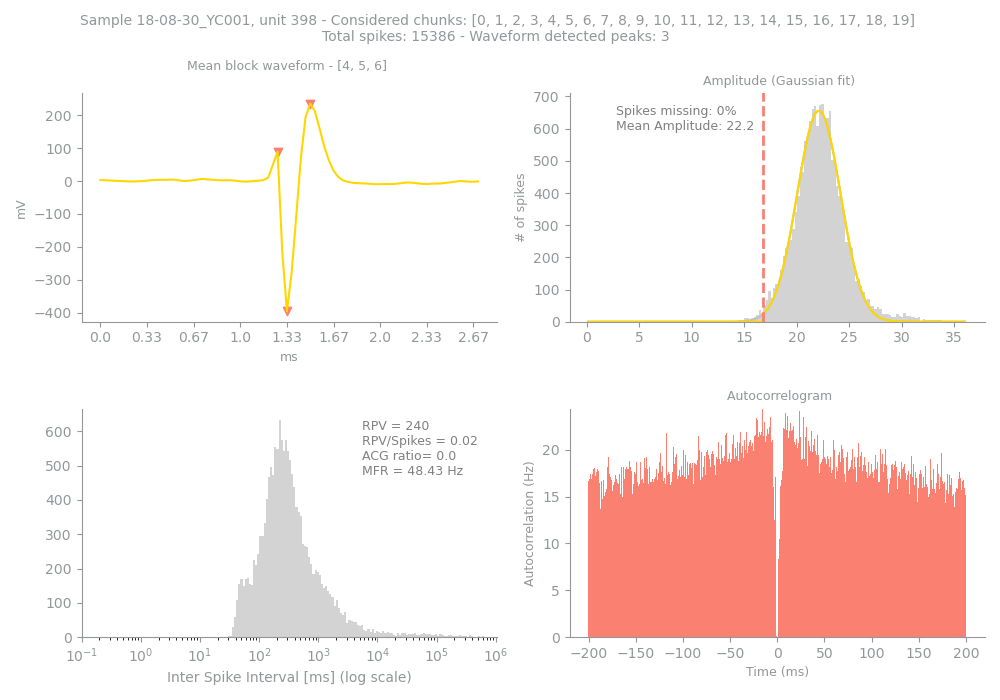 Sample 18-08-30_YC001, unit 398 - Considered chunks: [0, 1, 2, 3, 4, 5, 6, 7, 8, 9, 10, 11, 12, 13, 14, 15, 16, 17, 18, 19]
Total spikes: 15386 - Waveform detected peaks: 3
Mean block waveform - [4, 5, 6]
200
100
0
−100
−200
−300
−400
mV
0.0 0.33 0.67 1.0 1.33 1.67 2.0 2.33 2.67
ms
Amplitude (Gaussian fit)
Spikes missing: 0%
Mean Amplitude: 22.2
700
600
500
400
300
200
100
0
# of spikes
0 5 10 15 20 25 30 35
RPV = 240
RPV/Spikes = 0.02
ACG ratio= 0.0
MFR = 48.43 Hz
600
500
400
300
200
100
0
10⁻¹ 10⁰ 10¹ 10² 10³ 10⁴ 10⁵ 10⁶
Inter Spike Interval [ms] (log scale)
Autocorrelogram
20
15
10
5
0
Autocorrelation (Hz)
−200 −150 −100 −50 0 50 100 150 200
Time (ms)